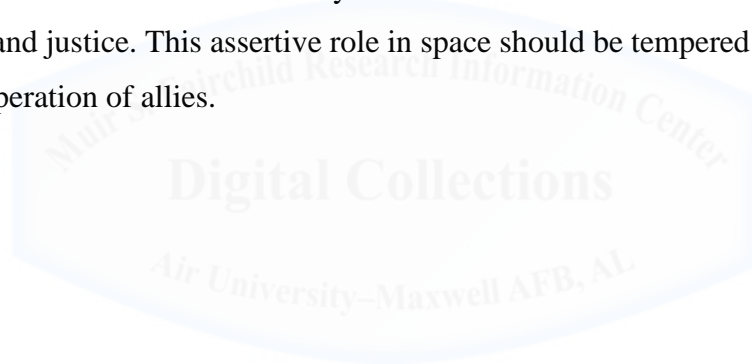 and justice. This assertive role in space should be tempered
peration of allies.
Muir S. Fairchild Research Information Center
Digital Collections
Air University–Maxwell AFB, AL